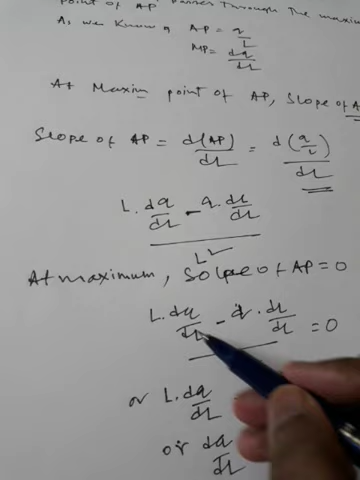 point of AP Passes Through The maxim
As we know, AP = q/L
MP = dq/dL
At Maxim point of AP, Slope of A
Slope of AP = d(AP)/dL = d(q/L)/dL
L.dq/dL - q.dL/dL
L²
At maximum, Slope of AP = 0
L.dq/dL - q.dL/dL = 0
or L.dq/dL
or dq/dL